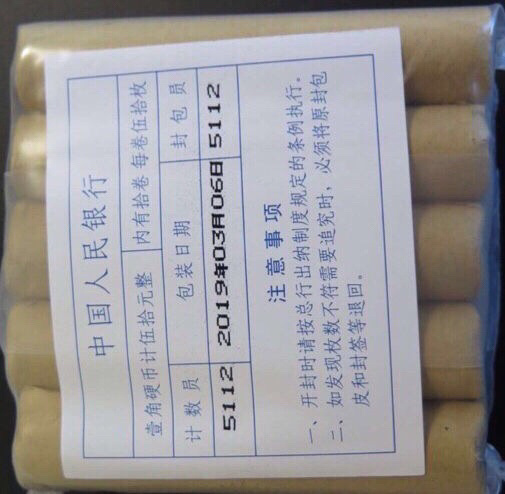 中国人民银行
壹角硬币计伍拾元整 内有拾卷 每卷伍拾枚
计数员 包装日期 封包员
5112 2019年03月06日 5112
注意事项
一、开封时请按总行出纳制度规定的条例执行。
二、如发现枚数不符需要追究时，必须将原封包
皮和封签等退回。